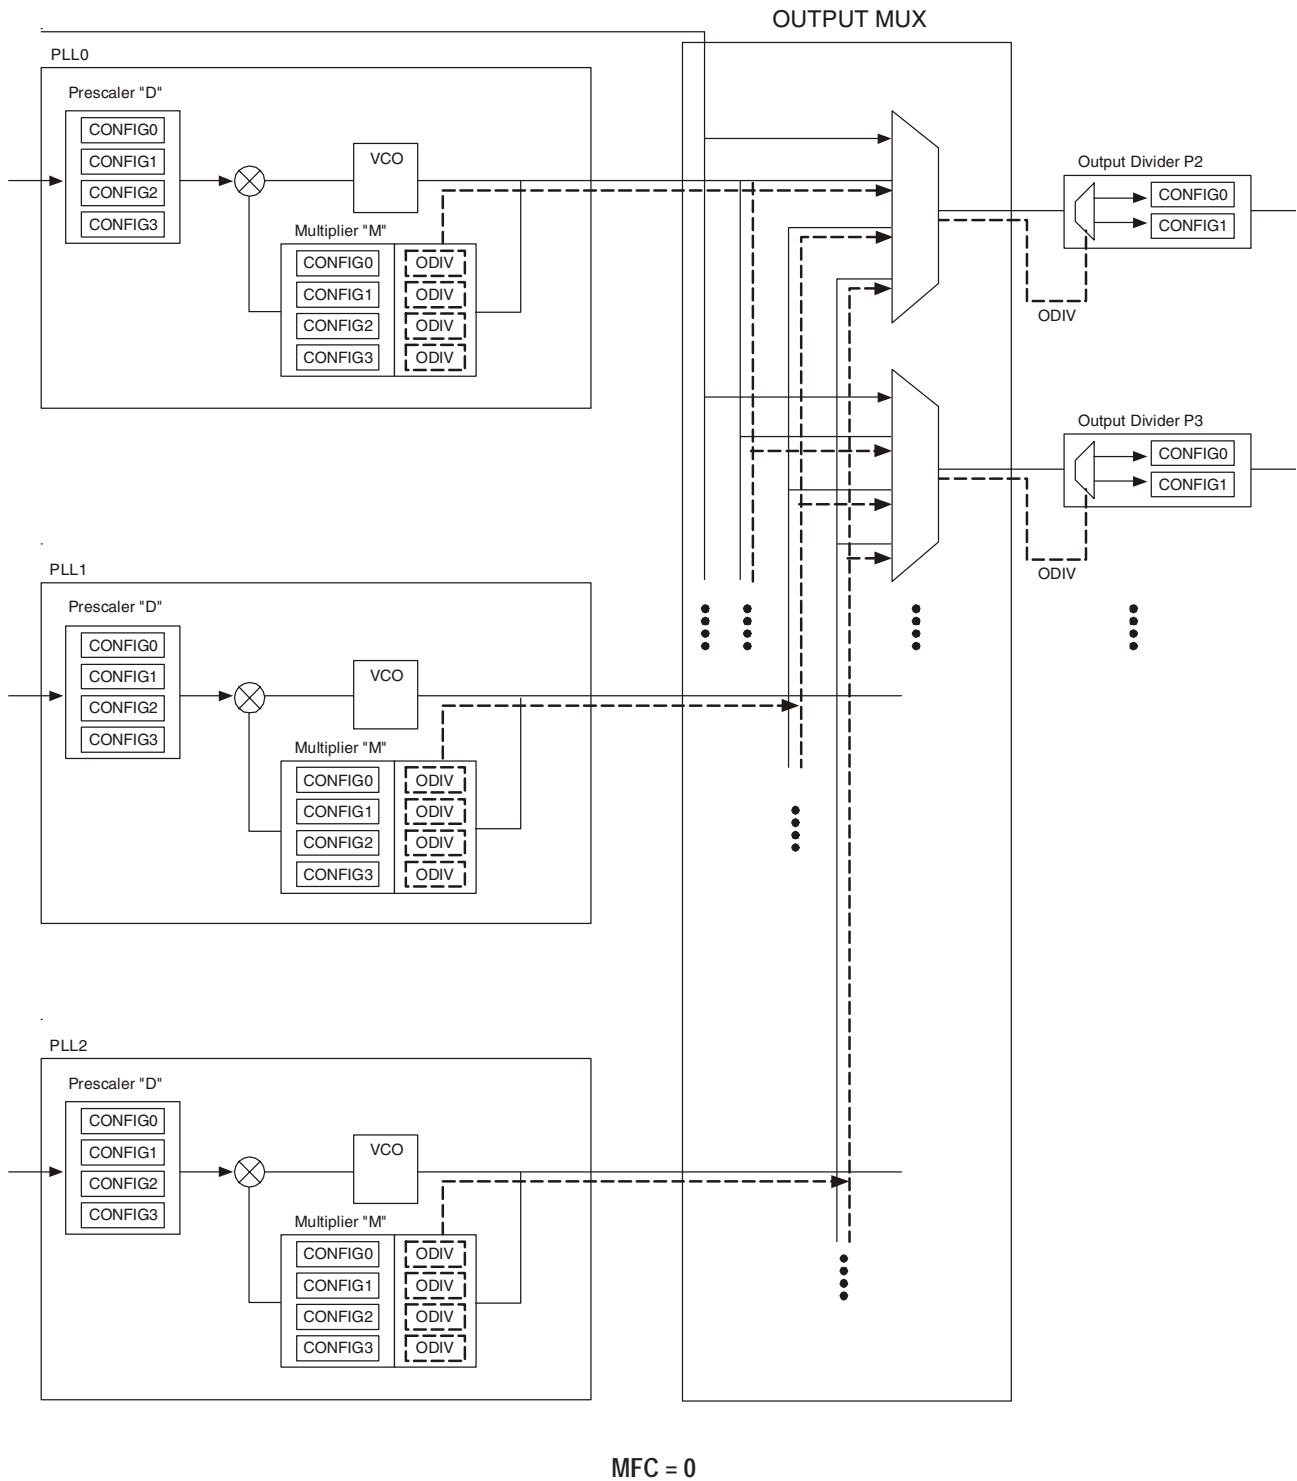 OUTPUT MUX
PLL0
Prescaler "D"
CONFIG0
CONFIG1
CONFIG2
CONFIG3
VCO
Multiplier "M"
CONFIG0
CONFIG1
CONFIG2
CONFIG3
ODIV
ODIV
ODIV
ODIV
Output Divider P2
CONFIG0
CONFIG1
ODIV
Output Divider P3
CONFIG0
CONFIG1
ODIV
PLL1
Prescaler "D"
CONFIG0
CONFIG1
CONFIG2
CONFIG3
VCO
Multiplier "M"
CONFIG0
CONFIG1
CONFIG2
CONFIG3
ODIV
ODIV
ODIV
ODIV
PLL2
Prescaler "D"
CONFIG0
CONFIG1
CONFIG2
CONFIG3
VCO
Multiplier "M"
CONFIG0
CONFIG1
CONFIG2
CONFIG3
ODIV
ODIV
ODIV
ODIV
MFC = 0